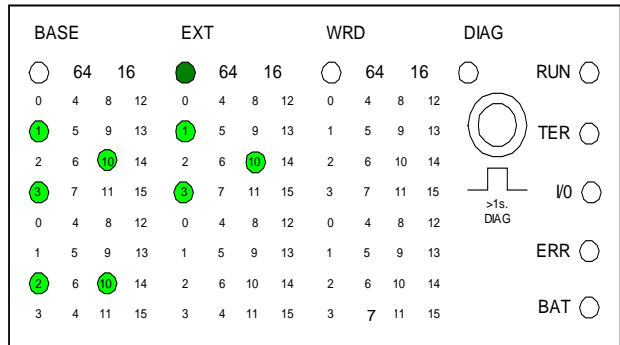 BASE EXT WRD DIAG
64 16 64 16 64 16 RUN
0 4 8 12 0 4 8 12 0 4 8 12
1 5 9 13 1 5 9 13 1 5 9 13 TER
2 6 10 14 2 6 10 14 2 6 10 14
3 7 11 15 3 7 11 15 3 7 11 15 I/0
>1s.
DIAG
0 4 8 12 0 4 8 12 0 4 8 12
1 5 9 13 1 5 9 13 1 5 9 13 ERR
2 6 10 14 2 6 10 14 2 6 10 14
3 4 11 15 3 4 11 15 3 7 11 15 BAT